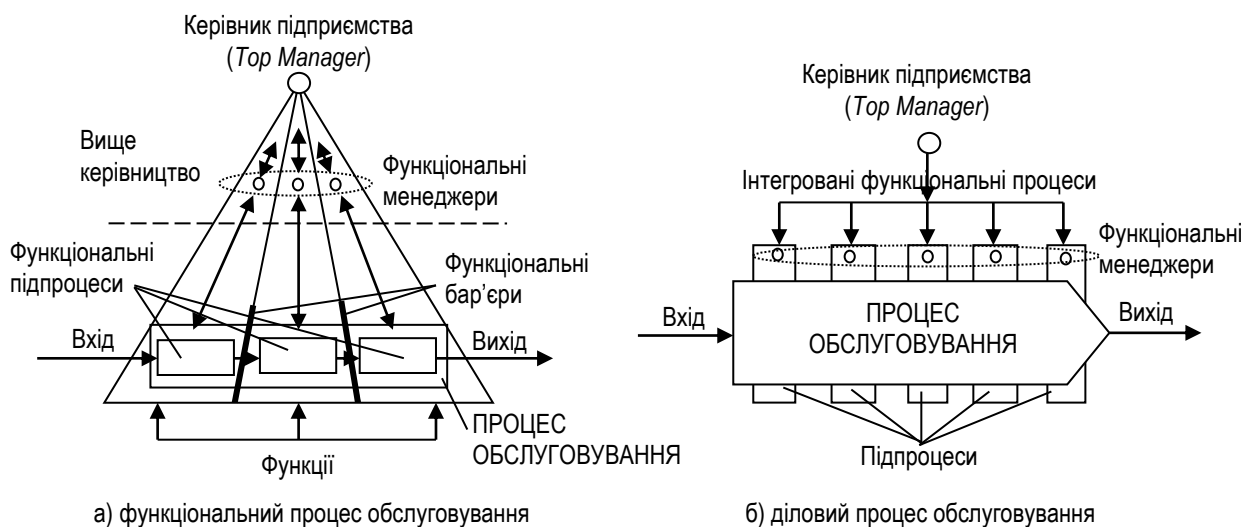 Керівник підприємства
(Top Manager)
Вище
керівництво
Функціональні
менеджери
Функціональні
підпроцеси
Функціональні
бар’єри
Вхід
Вихід
ПРОЦЕС
ОБСЛУГОВУВАННЯ
Функції
а) функціональний процес обслуговування
Керівник підприємства
(Top Manager)
Інтегровані функціональні процеси
Функціональні
менеджери
Вхід
ПРОЦЕС
ОБСЛУГОВУВАННЯ
Вихід
Підпроцеси
б) діловий процес обслуговування